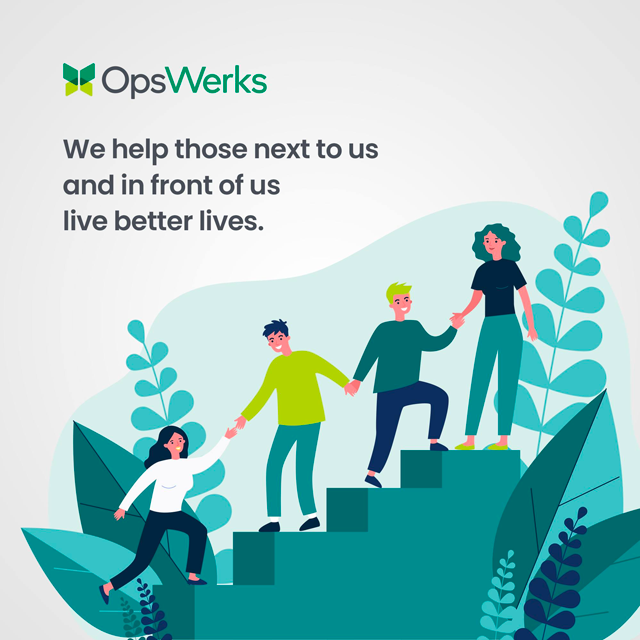 OpsWerks
We help those next to us
and in front of us
live better lives.